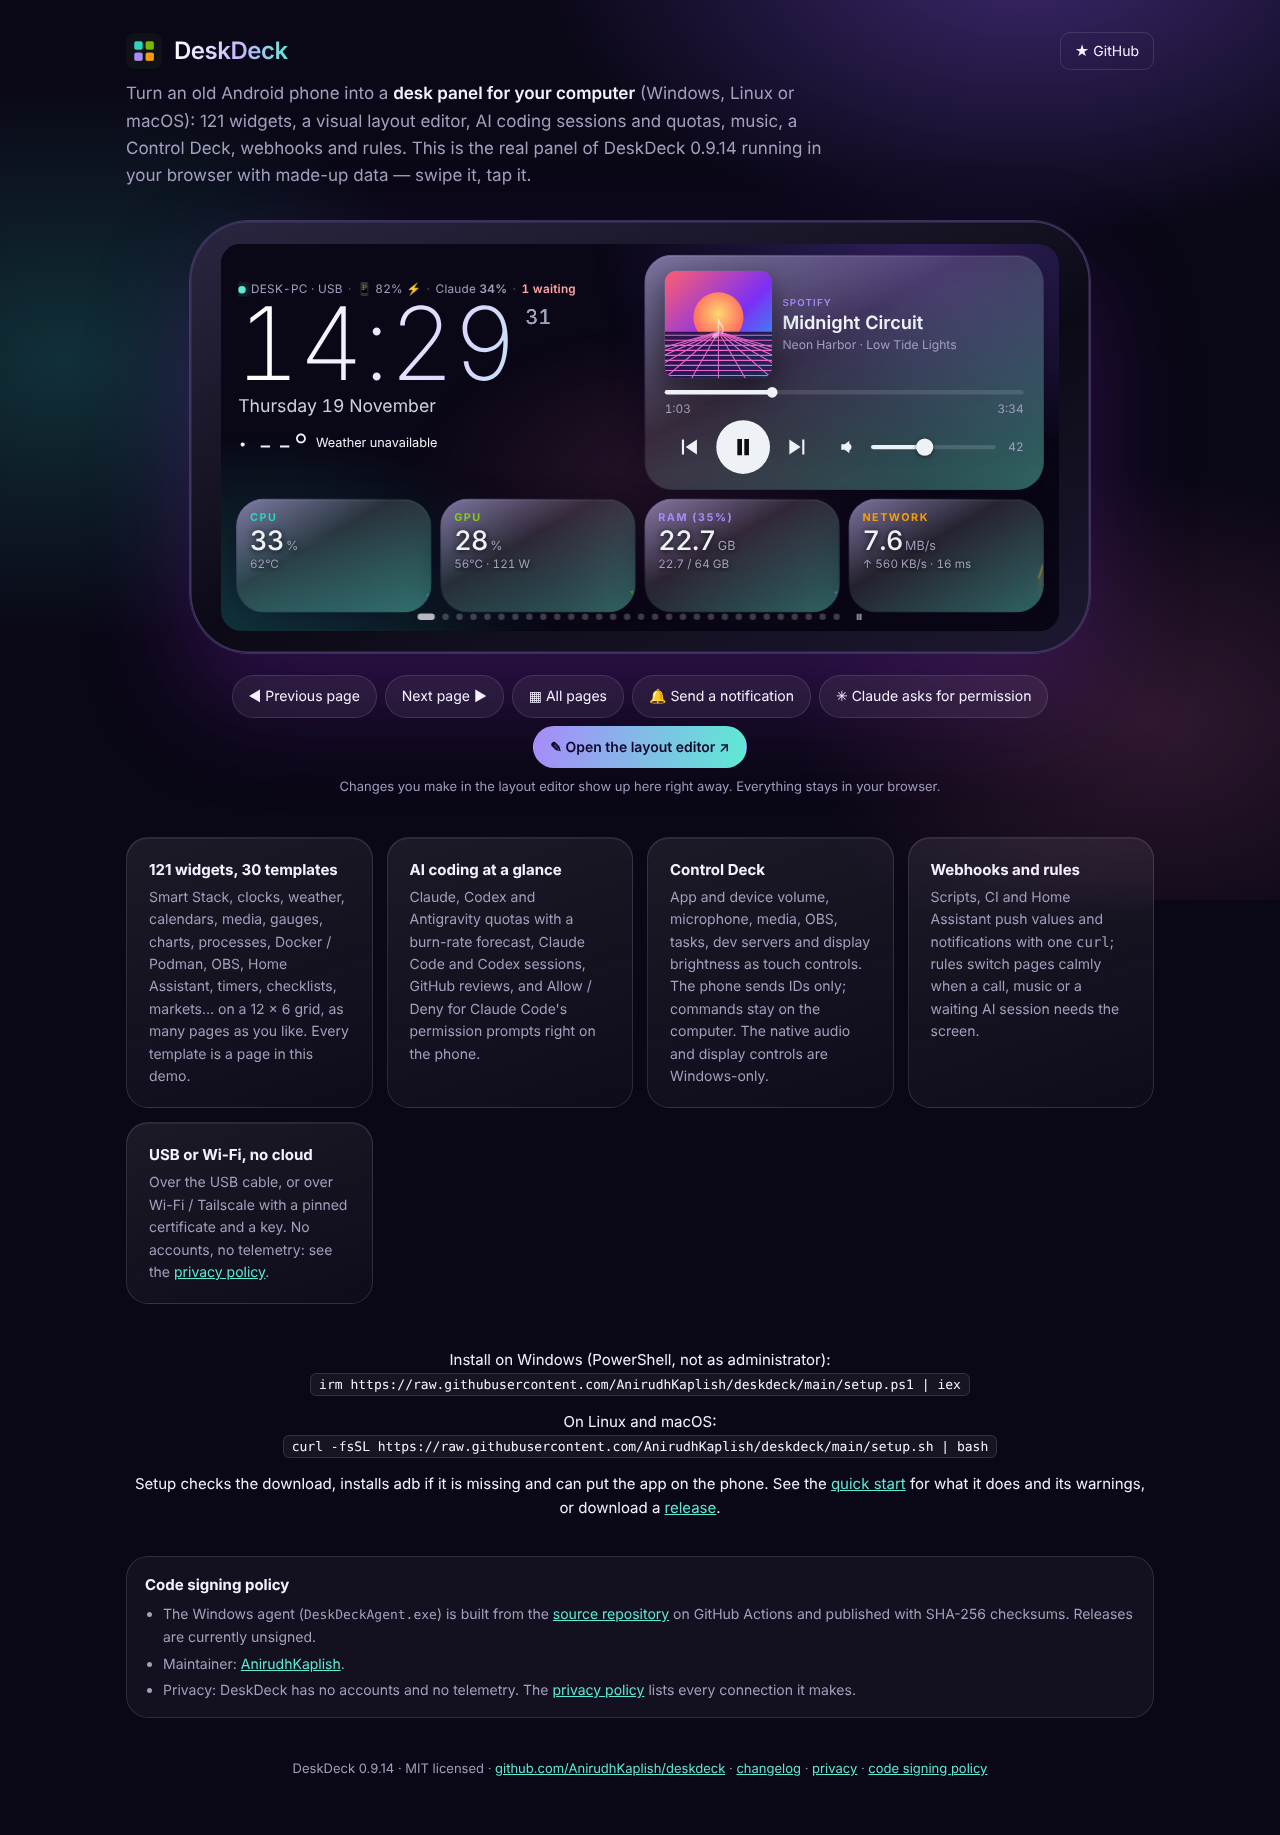 DeskDeck
★ GitHub
Turn an old Android phone into a desk panel for your computer (Windows, Linux or
macOS): 121 widgets, a visual layout editor, AI coding sessions and quotas, music, a
Control Deck, webhooks and rules. This is the real panel of DeskDeck 0.9.14 running in
your browser with made-up data — swipe it, tap it.
DESK-PC · USB · 📱 82% ⚡ · Claude 34% · 1 waiting
14:29 31
Thursday 19 November
Weather unavailable
SPOTIFY
Midnight Circuit
Neon Harbor · Low Tide Lights
1:03 3:34
42
CPU
33 %
62°C
GPU
28 %
56°C · 121 W
RAM (35%)
22.7 GB
22.7 / 64 GB
NETWORK
7.6 MB/s
↑ 560 KB/s · 16 ms
◀ Previous page
Next page ▶
▦ All pages
🔔 Send a notification
✳ Claude asks for permission
✎ Open the layout editor ↗
Changes you make in the layout editor show up here right away. Everything stays in your browser.
121 widgets, 30 templates
Smart Stack, clocks, weather,
calendars, media, gauges,
charts, processes, Docker /
Podman, OBS, Home
Assistant, timers, checklists,
markets... on a 12 × 6 grid, as
many pages as you like. Every
template is a page in this
demo.
AI coding at a glance
Claude, Codex and
Antigravity quotas with a
burn-rate forecast, Claude
Code and Codex sessions,
GitHub reviews, and Allow /
Deny for Claude Code's
permission prompts right on
the phone.
Control Deck
App and device volume,
microphone, media, OBS,
tasks, dev servers and display
brightness as touch controls.
The phone sends IDs only;
commands stay on the
computer. The native audio
and display controls are
Windows-only.
Webhooks and rules
Scripts, CI and Home
Assistant push values and
notifications with one curl;
rules switch pages calmly
when a call, music or a
waiting AI session needs the
screen.
USB or Wi-Fi, no cloud
Over the USB cable, or over
Wi-Fi / Tailscale with a pinned
certificate and a key. No
accounts, no telemetry: see
the privacy policy.
Install on Windows (PowerShell, not as administrator):
irm https://raw.githubusercontent.com/AnirudhKaplish/deskdeck/main/setup.ps1 | iex
On Linux and macOS:
curl -fsSL https://raw.githubusercontent.com/AnirudhKaplish/deskdeck/main/setup.sh | bash
Setup checks the download, installs adb if it is missing and can put the app on the phone. See the quick start for what it does and its warnings,
or download a release.
Code signing policy
• The Windows agent (DeskDeckAgent.exe) is built from the source repository on GitHub Actions and published with SHA-256 checksums. Releases
are currently unsigned.
• Maintainer: AnirudhKaplish.
• Privacy: DeskDeck has no accounts and no telemetry. The privacy policy lists every connection it makes.
DeskDeck 0.9.14 · MIT licensed · github.com/AnirudhKaplish/deskdeck · changelog · privacy · code signing policy